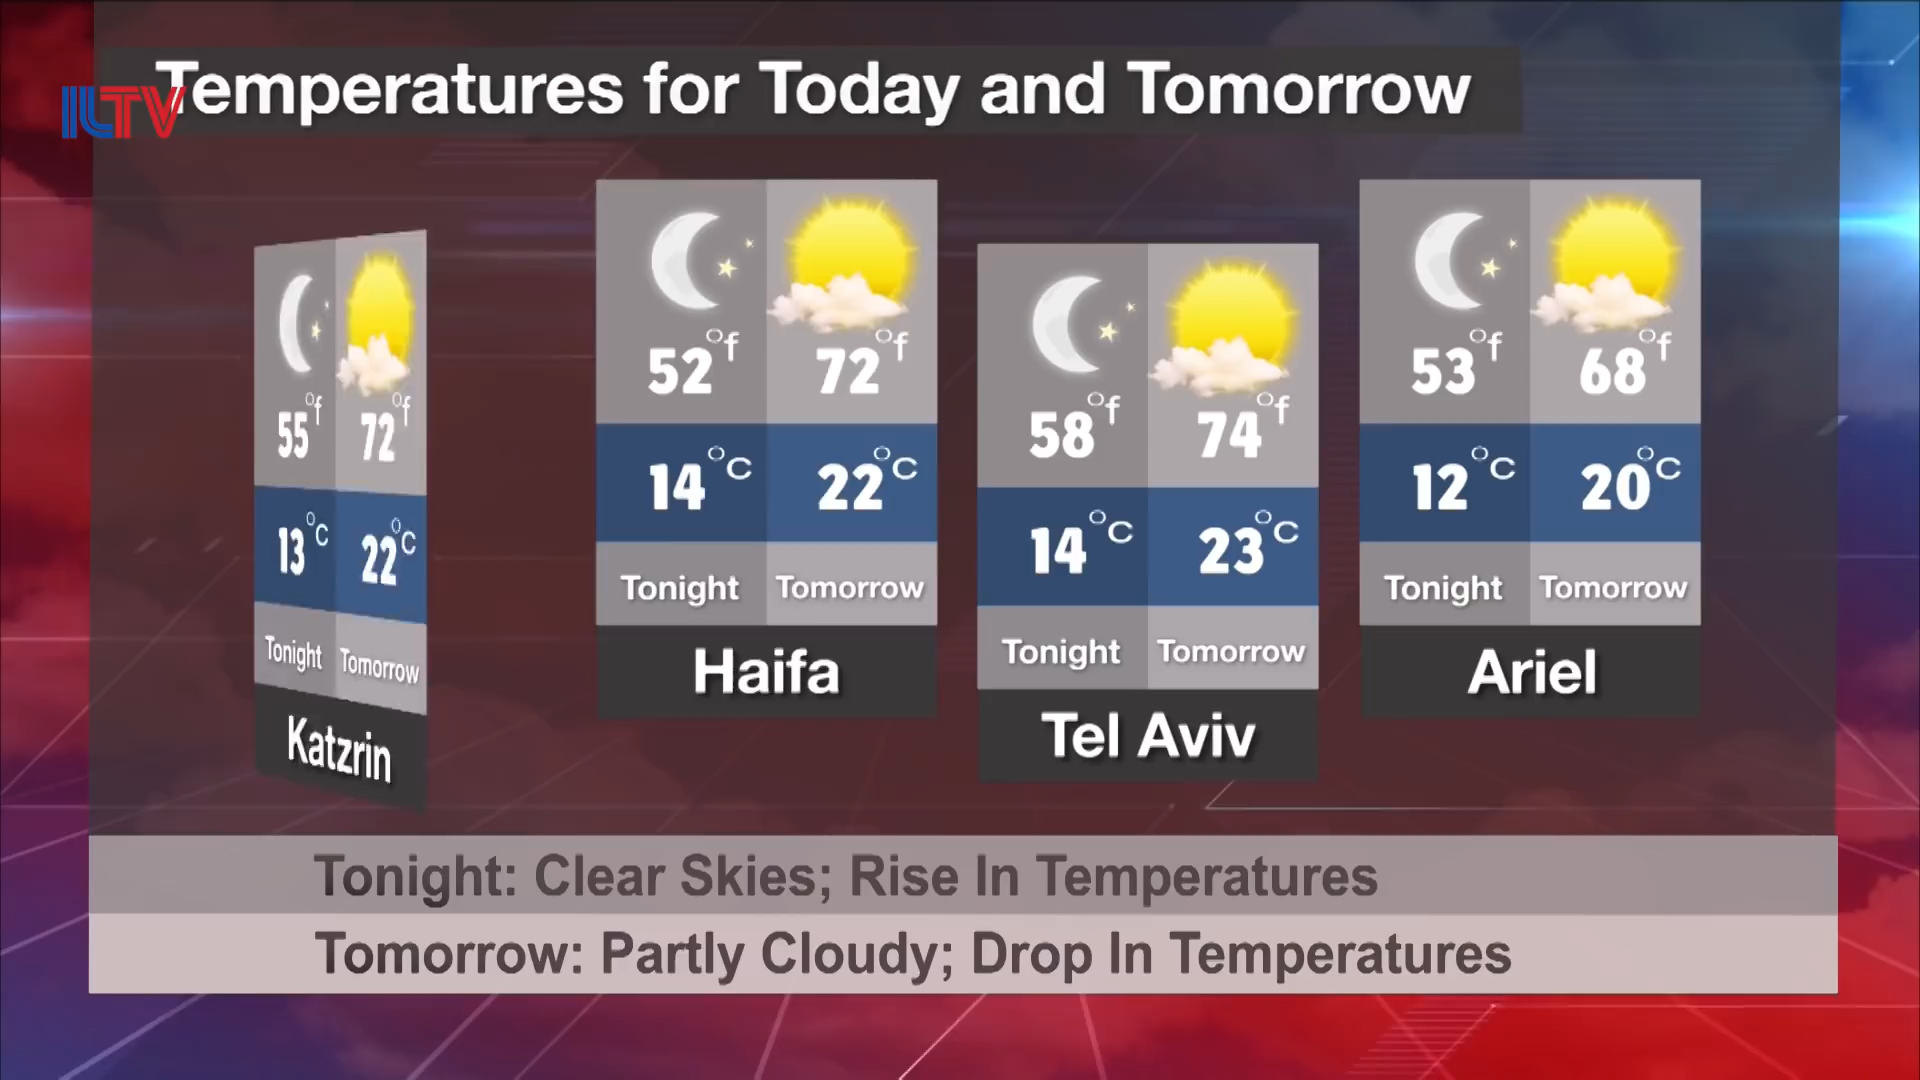 Temperatures for Today and Tomorrow
ILTV
55°f 72°f
13°C 22°C
Tonight Tomorrow
Katzrin
52°f 72°f
14°C 22°C
Tonight Tomorrow
Haifa
58°f 74°f
14°C 23°C
Tonight Tomorrow
Tel Aviv
53°f 68°f
12°C 20°C
Tonight Tomorrow
Ariel
Tonight: Clear Skies; Rise In Temperatures
Tomorrow: Partly Cloudy; Drop In Temperatures